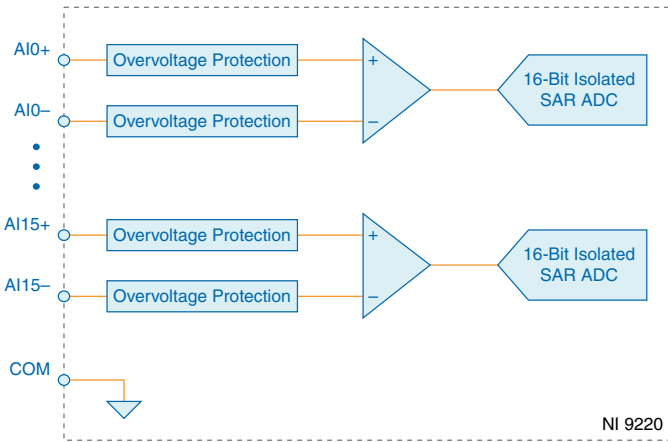 AI0+
Overvoltage Protection
+
16-Bit Isolated
SAR ADC
AI0–
Overvoltage Protection
–
AI15+
Overvoltage Protection
+
16-Bit Isolated
SAR ADC
AI15–
Overvoltage Protection
–
COM
NI 9220